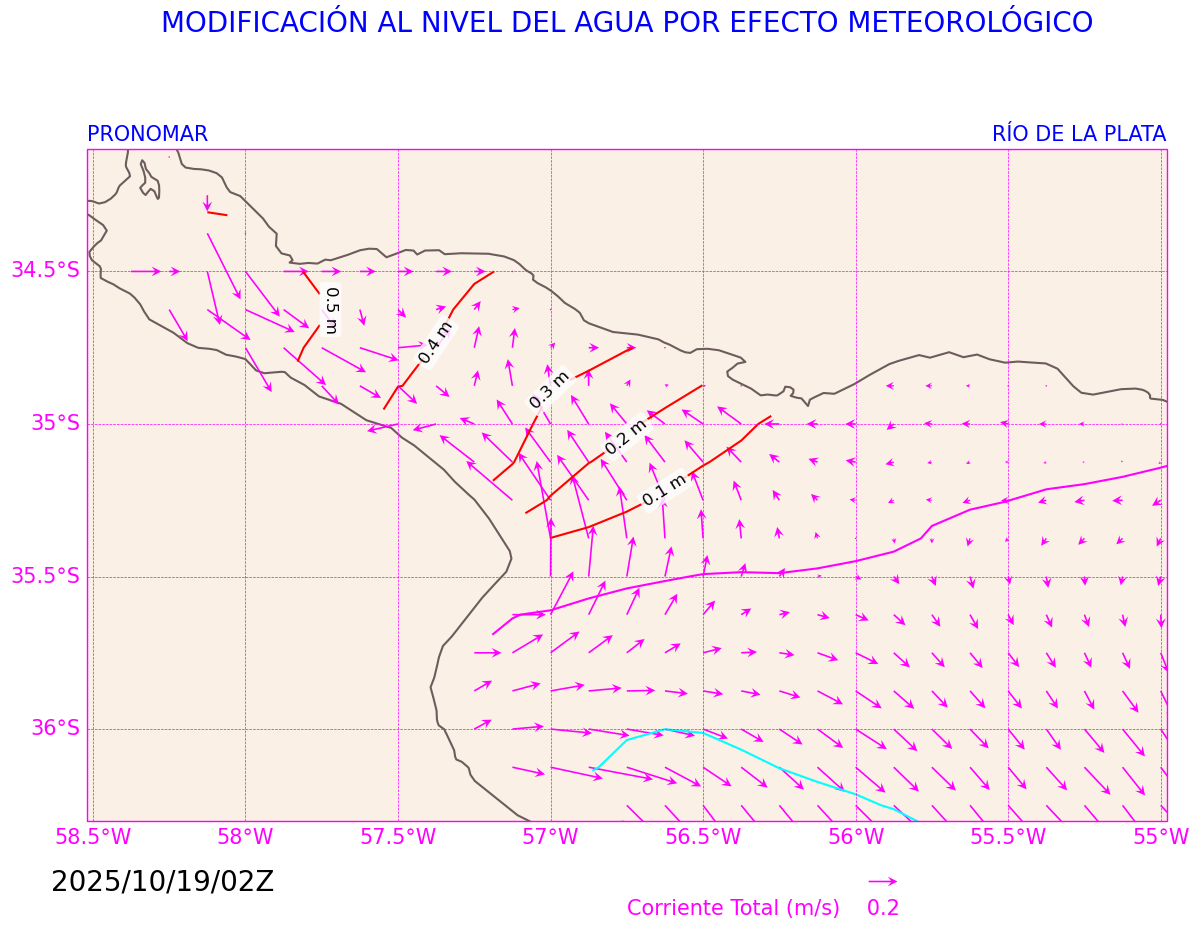 MODIFICACIÓN AL NIVEL DEL AGUA POR EFECTO METEOROLÓGICO
PRONOMAR RÍO DE LA PLATA
34.5°S
35°S
35.5°S
36°S
0.5 m
0.4 m
0.3 m
0.2 m
0.1 m
58.5°W 58°W 57.5°W 57°W 56.5°W 56°W 55.5°W 55°W
2025/10/19/02Z
Corriente Total (m/s) 0.2